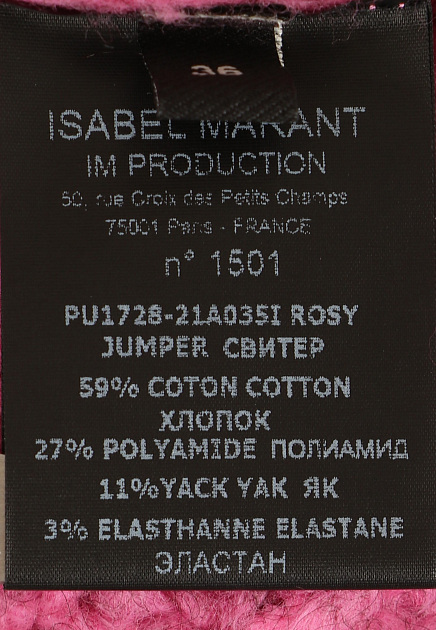 36
ISABEL MARANT
IM PRODUCTION
50, rue Croix des Petits Champs
75001 Paris - FRANCE
n° 1501
PU1728-21A035I ROSY
JUMPER СВИТЕР
59% COTON COTTON
ХЛОПОК
27% POLYAMIDE ПОЛИАМИД
11%YACK YAK ЯК
3% ELASTHANNE ELASTANE
ЭЛАСТАН